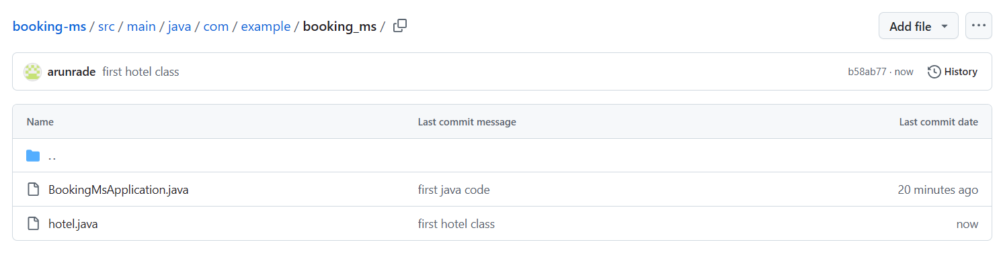 booking-ms / src / main / java / com / example / booking_ms /
Add file
arunrade first hotel class
b58ab77 · now
History
Name Last commit message Last commit date
..
BookingMsApplication.java first java code 20 minutes ago
hotel.java first hotel class now